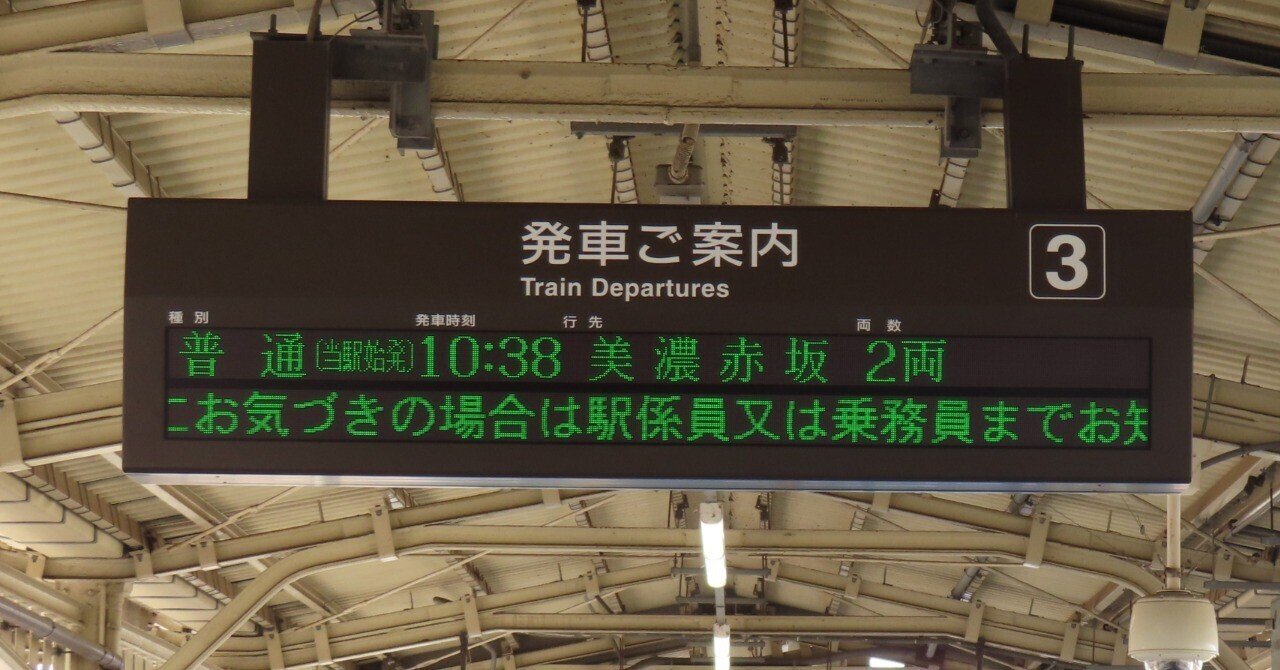 発車ご案内
Train Departures
3
種別 発車時刻 行先 両数
普通(当駅始発)10:38 美濃赤坂 2両
にお気づきの場合は駅係員又は乗務員までお知